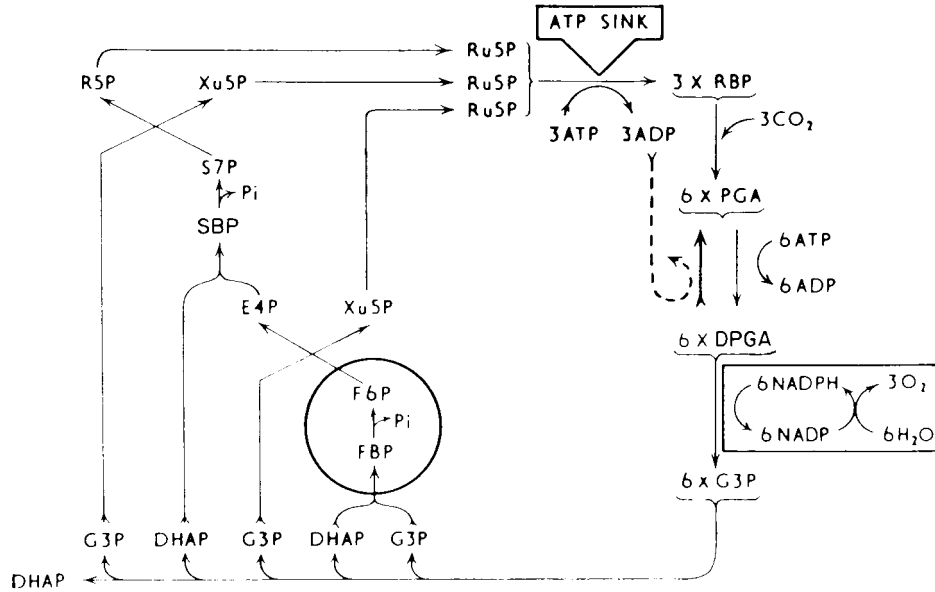 ATP SINK
Ru5P
R5P Xu5P Ru5P 3 X RBP
Ru5P
3ATP 3ADP 3CO₂
S7P
Pi
6 X PGA
SBP
6ATP
6ADP
E4P Xu5P
6 X DPGA
F6P 6NADPH 3O₂
Pi
FBP 6NADP 6H₂O
6 X G3P
G3P DHAP G3P DHAP G3P
DHAP